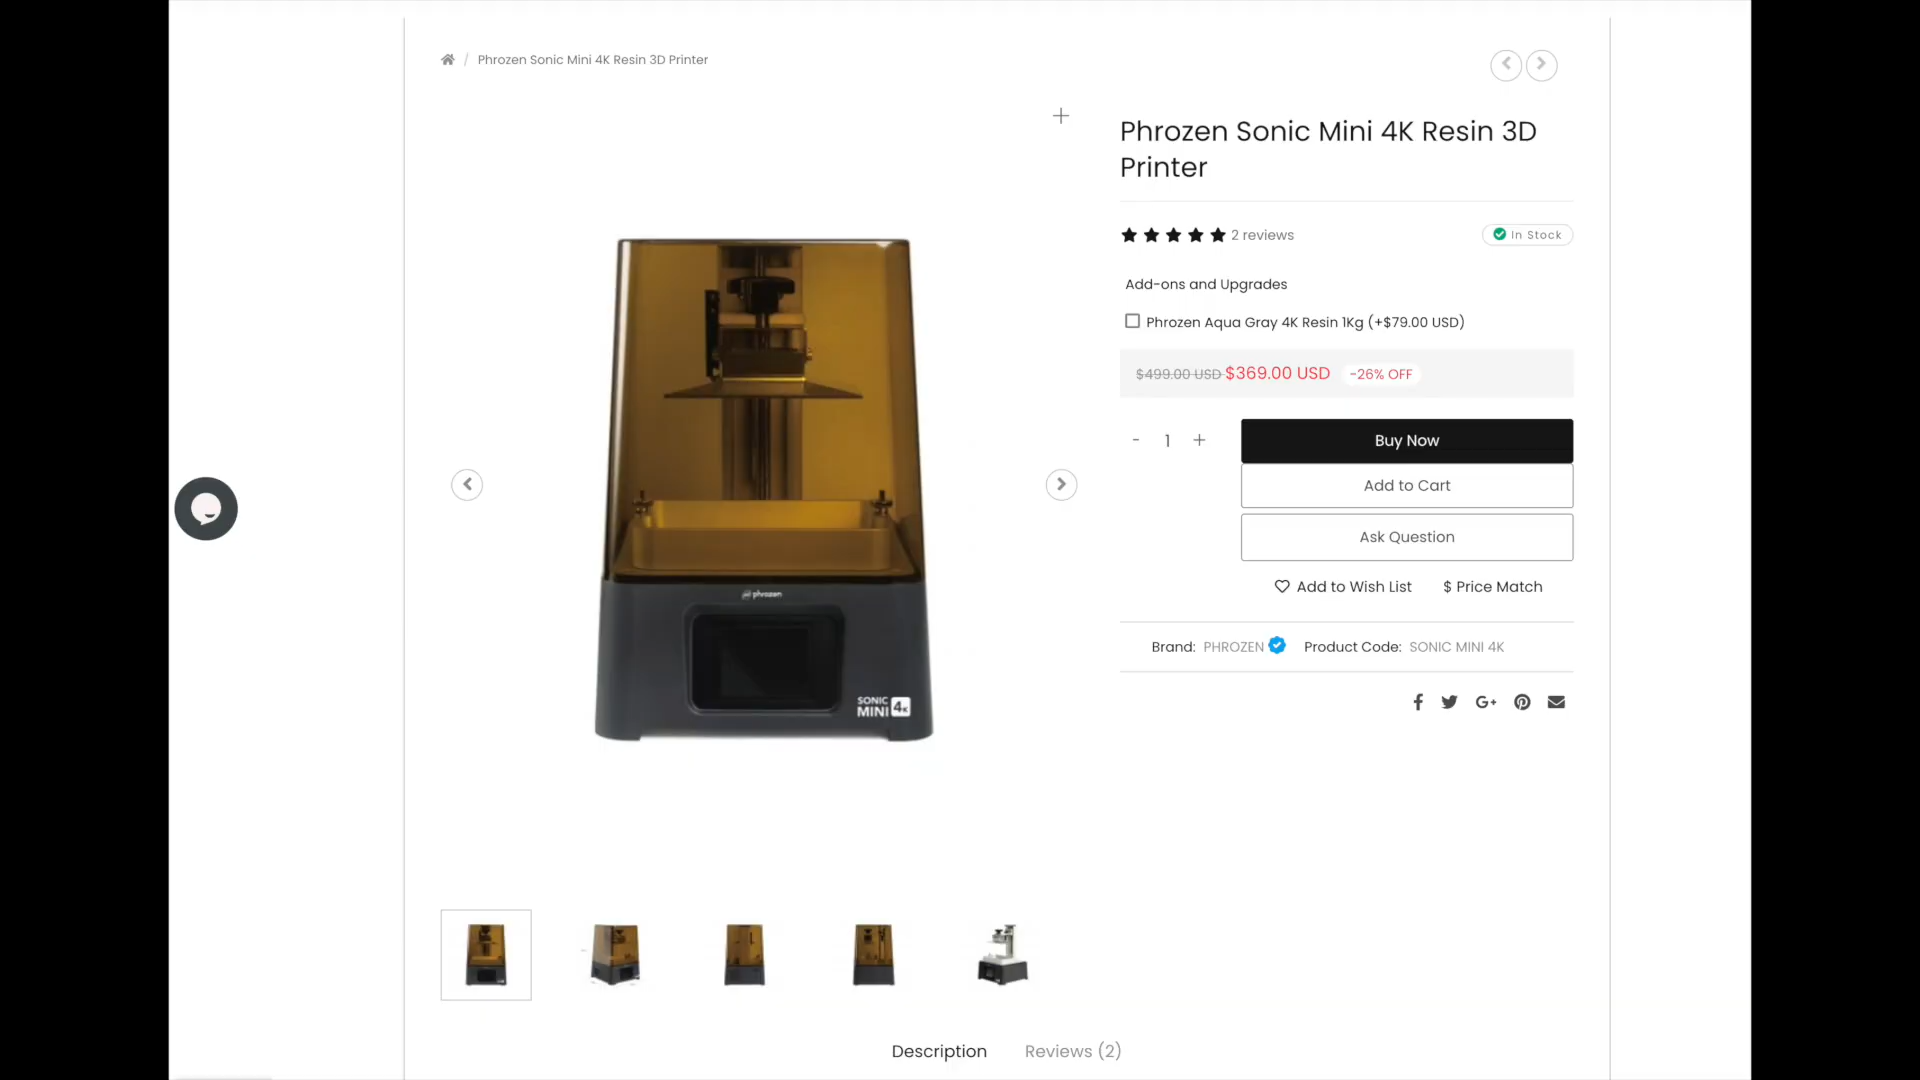 / Phrozen Sonic Mini 4K Resin 3D Printer
Phrozen Sonic Mini 4K Resin 3D
Printer
2 reviews
In Stock
Add-ons and Upgrades
Phrozen Aqua Gray 4K Resin 1Kg (+$79.00 USD)
$499.00 USD $369.00 USD -26% OFF
- 1 +
Buy Now
Add to Cart
Ask Question
Add to Wish List
$ Price Match
phrozen
SONIC
MINI 4K
Brand: PHROZEN
Product Code: SONIC MINI 4K
G+
Description
Reviews (2)